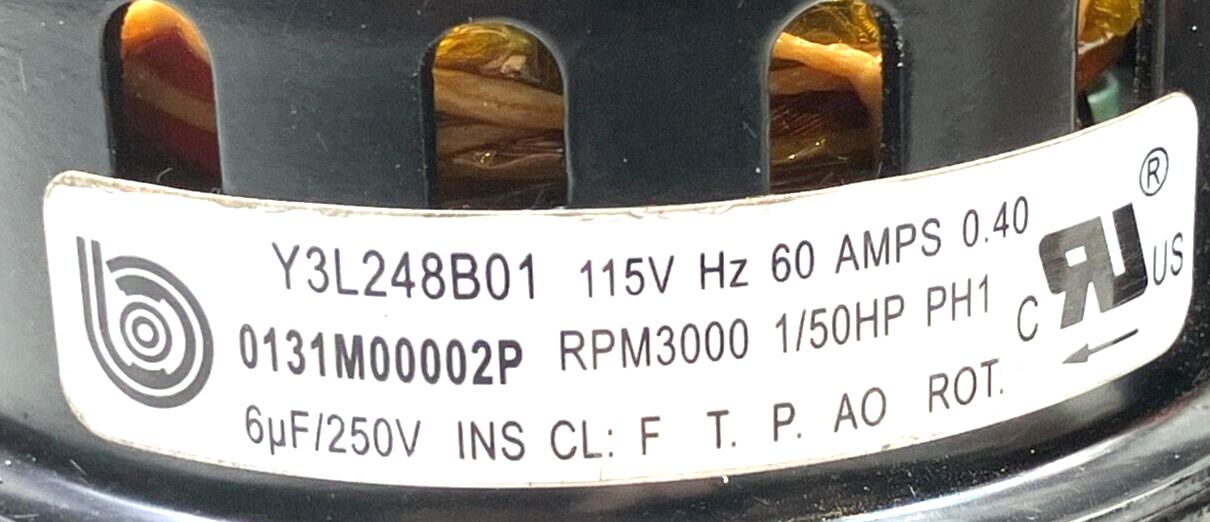 Y3L248B01 115V Hz 60 AMPS 0.40
0131M00002P RPM3000 1/50HP PH1
6µF/250V INS CL: F T. P. AO ROT.
C RU US ®